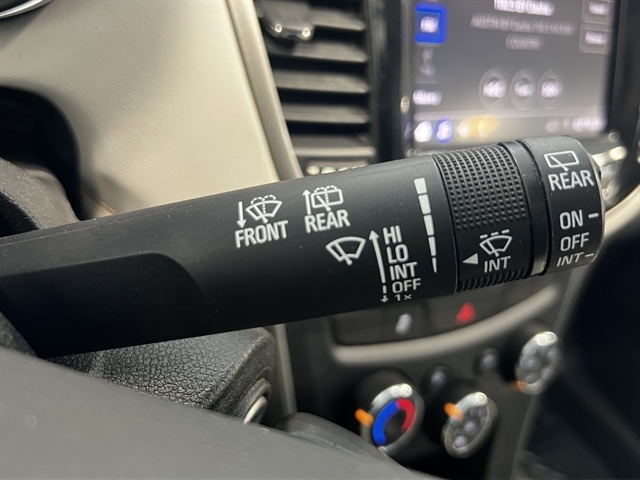 FRONT
REAR
HI
LO
INT
OFF
1x
INT
REAR
ON
OFF
INT